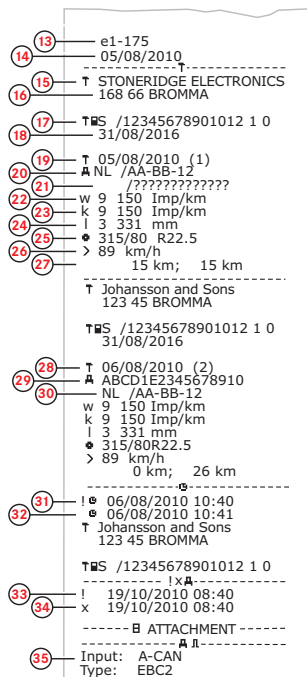 13 e1-175
14 05/08/2010
15 STONERIDGE ELECTRONICS
16 168 66 BROMMA
17 S /12345678901012 1 0
18 31/08/2016
19 05/08/2010 (1)
20 NL /AA-BB-12
21 /?????????????
22 w 9 150 Imp/km
23 k 9 150 Imp/km
24 l 3 331 mm
25 315/80 R22.5
26 > 89 km/h
27 15 km; 15 km
Johansson and Sons
123 45 BROMMA
S /12345678901012 1 0
31/08/2016
28 06/08/2010 (2)
29 ABCD1E2345678910
30 NL /AA-BB-12
w 9 150 Imp/km
k 9 150 Imp/km
l 3 331 mm
315/80R22.5
> 89 km/h
0 km; 26 km
31 ! 06/08/2010 10:40
32 06/08/2010 10:41
Johansson and Sons
123 45 BROMMA
S /12345678901012 1 0
! x
33 ! 19/10/2010 08:40
34 x 19/10/2010 08:40
ATTACHMENT
35 Input: A-CAN
Type: EBC2